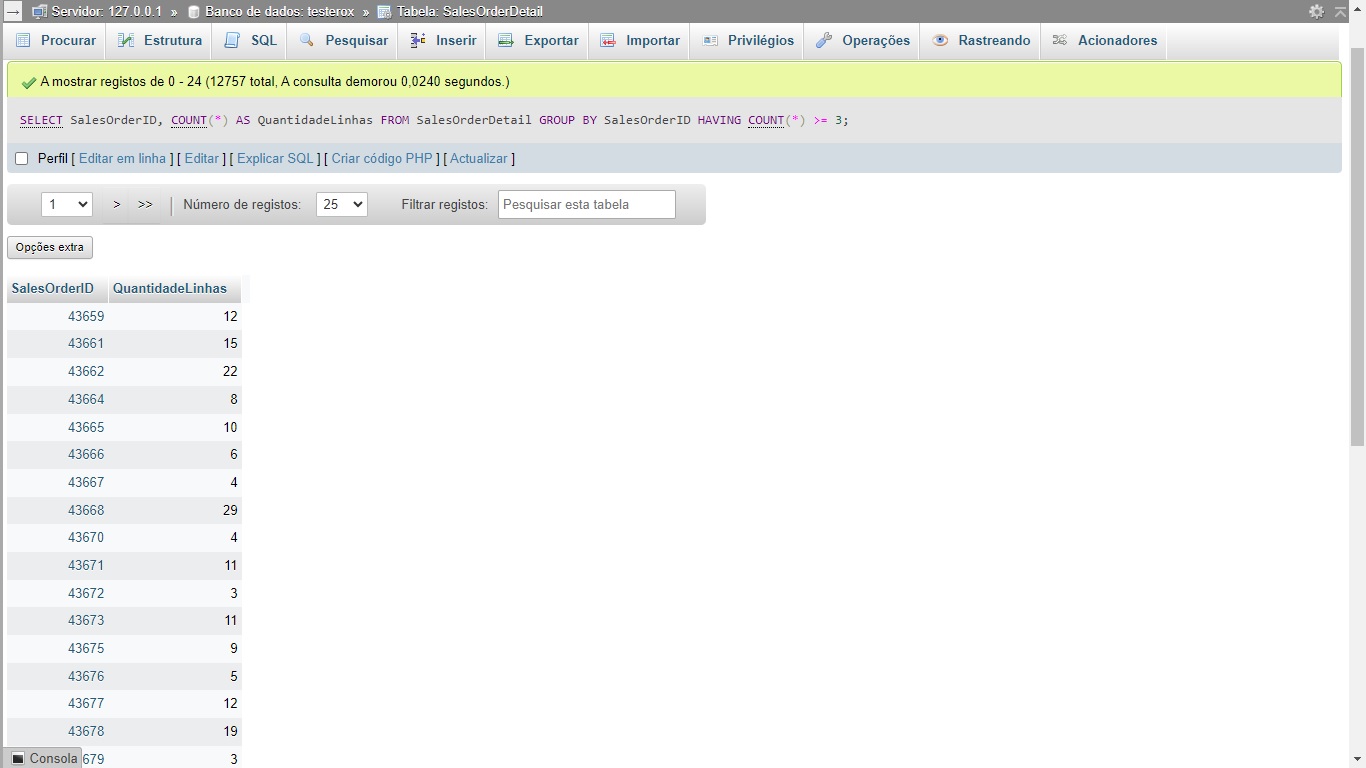 Servidor: 127.0.0.1 » Banco de dados: testerox » Tabela: SalesOrderDetail
Procurar Estrutura SQL Pesquisar Inserir Exportar Importar Privilégios Operações Rastreando Acionadores
A mostrar registos de 0 - 24 (12757 total, A consulta demorou 0,0240 segundos.)
SELECT SalesOrderID, COUNT(*) AS QuantidadeLinhas FROM SalesOrderDetail GROUP BY SalesOrderID HAVING COUNT(*) >= 3;
Perfil [ Editar em linha ] [ Editar ] [ Explicar SQL ] [ Criar código PHP ] [ Actualizar ]
1 > >> | Número de registos: 25 Filtrar registos: Pesquisar esta tabela
Opções extra
SalesOrderID QuantidadeLinhas
43659 12
43661 15
43662 22
43664 8
43665 10
43666 6
43667 4
43668 29
43670 4
43671 11
43672 3
43673 11
43675 9
43676 5
43677 12
43678 19
Consola 679 3